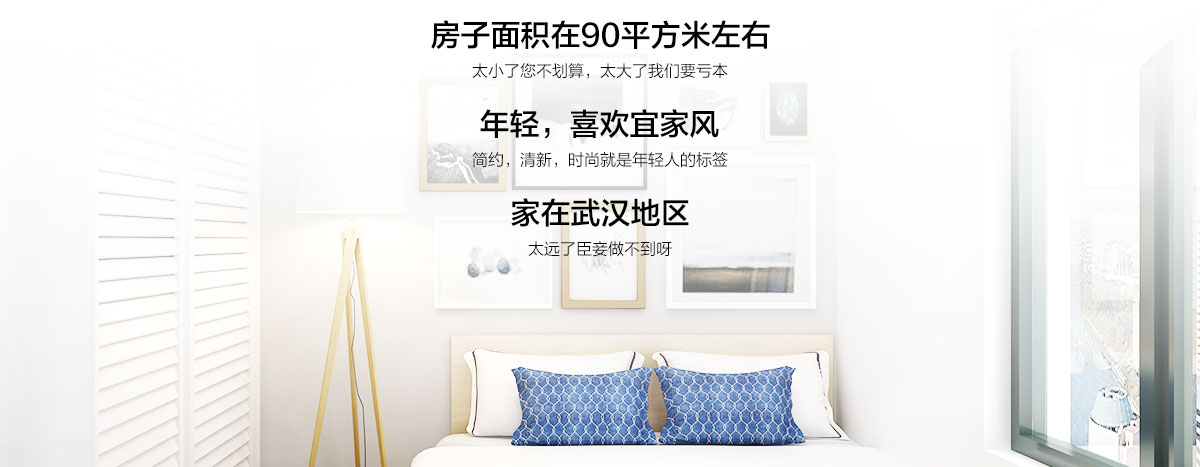 房子面积在90平方米左右
太小了您不划算，太大了我们要亏本
年轻，喜欢宜家风
简约，清新，时尚就是年轻人的标签
家在武汉地区
太远了臣妾做不到呀